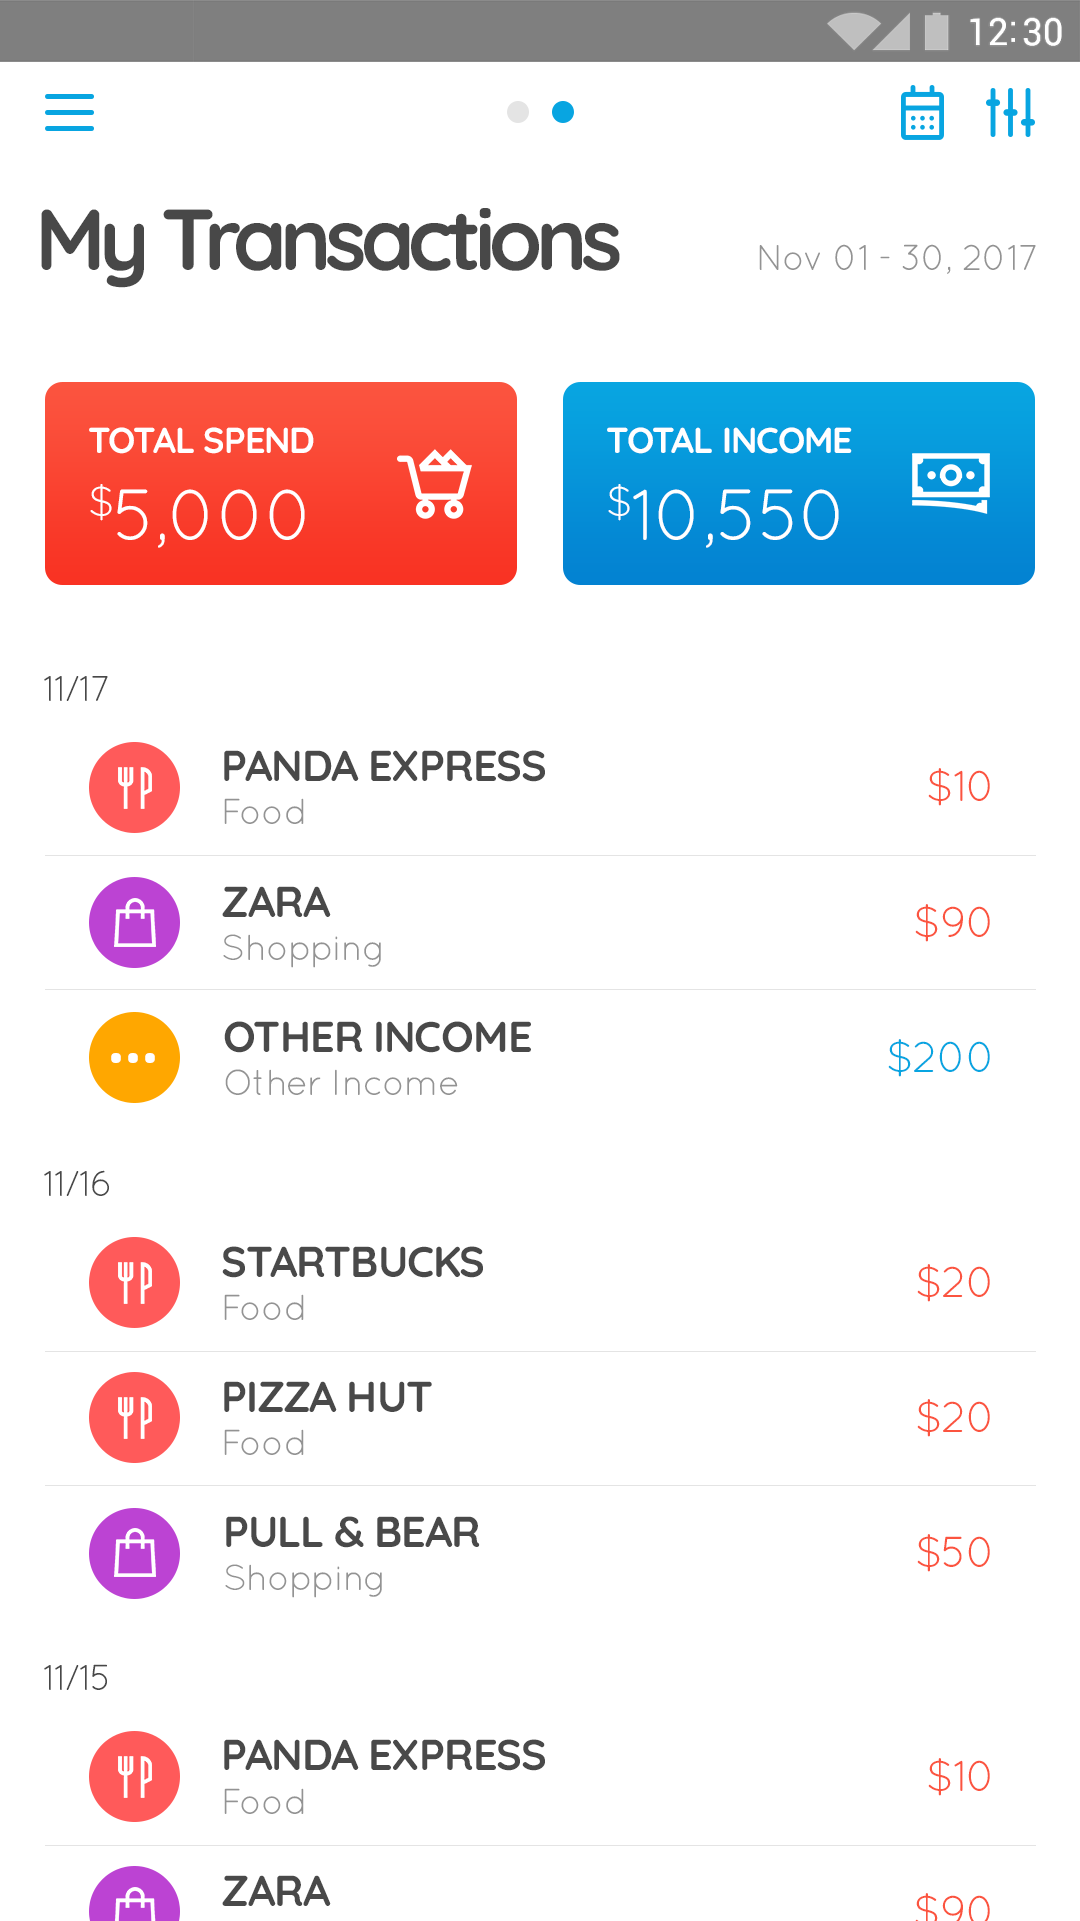 12:30
My Transactions
Nov 01 - 30, 2017
TOTAL SPEND
$5,000
TOTAL INCOME
$10,550
11/17
PANDA EXPRESS
Food
$10
ZARA
Shopping
$90
OTHER INCOME
Other Income
$200
11/16
STARTBUCKS
Food
$20
PIZZA HUT
Food
$20
PULL & BEAR
Shopping
$50
11/15
PANDA EXPRESS
Food
$10
ZARA
$90